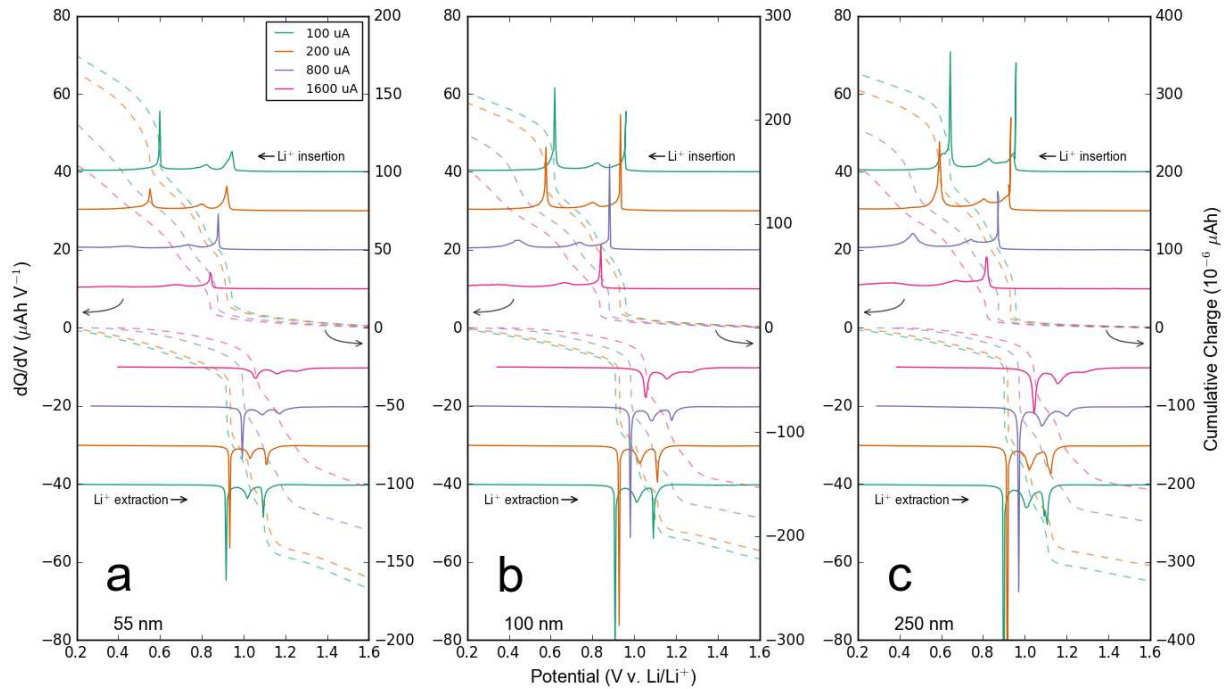 80
60
40
20
0
−20
−40
−60
−80
200
150
100
50
0
−50
−100
−150
−200
100 uA
200 uA
800 uA
1600 uA
← Li⁺ insertion
Li⁺ extraction →
a
55 nm
0.2 0.4 0.6 0.8 1.0 1.2 1.4 1.6
dQ/dV (μAh V⁻¹)
80
60
40
20
0
−20
−40
−60
−80
300
200
100
0
−100
−200
−300
← Li⁺ insertion
Li⁺ extraction →
b
100 nm
0.2 0.4 0.6 0.8 1.0 1.2 1.4 1.6
Potential (V v. Li/Li⁺)
80
60
40
20
0
−20
−40
−60
−80
400
300
200
100
0
−100
−200
−300
−400
← Li⁺ insertion
Li⁺ extraction →
c
250 nm
0.2 0.4 0.6 0.8 1.0 1.2 1.4 1.6
Cumulative Charge (10⁻⁶ μAh)